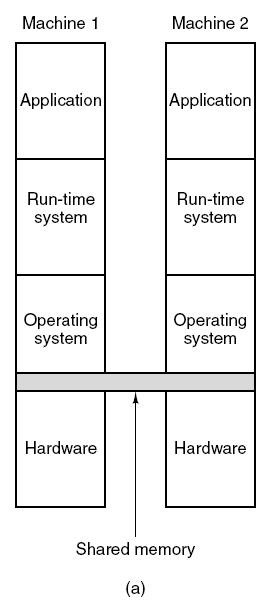 Machine 1
Machine 2
Application
Application
Run-time
system
Run-time
system
Operating
system
Operating
system
Hardware
Hardware
Shared memory
(a)